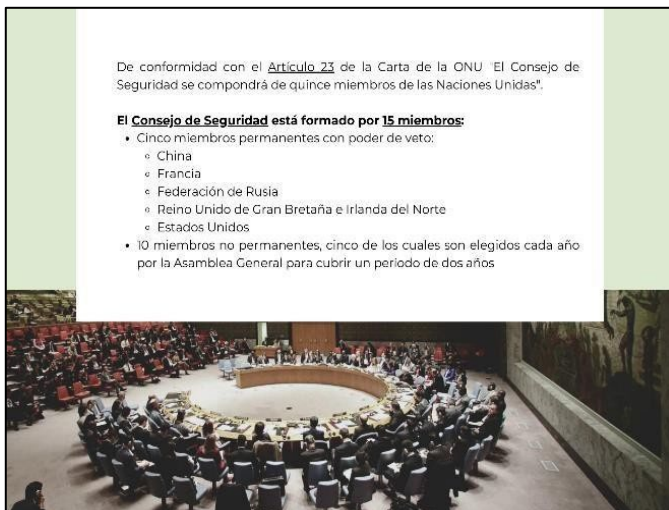 De conformidad con el Artículo 23 de la Carta de la ONU "El Consejo de
Seguridad se compondrá de quince miembros de las Naciones Unidas".
El Consejo de Seguridad está formado por 15 miembros:
• Cinco miembros permanentes con poder de veto:
◦ China
◦ Francia
◦ Federación de Rusia
◦ Reino Unido de Gran Bretaña e Irlanda del Norte
◦ Estados Unidos
• 10 miembros no permanentes, cinco de los cuales son elegidos cada año
por la Asamblea General para cubrir un periodo de dos años